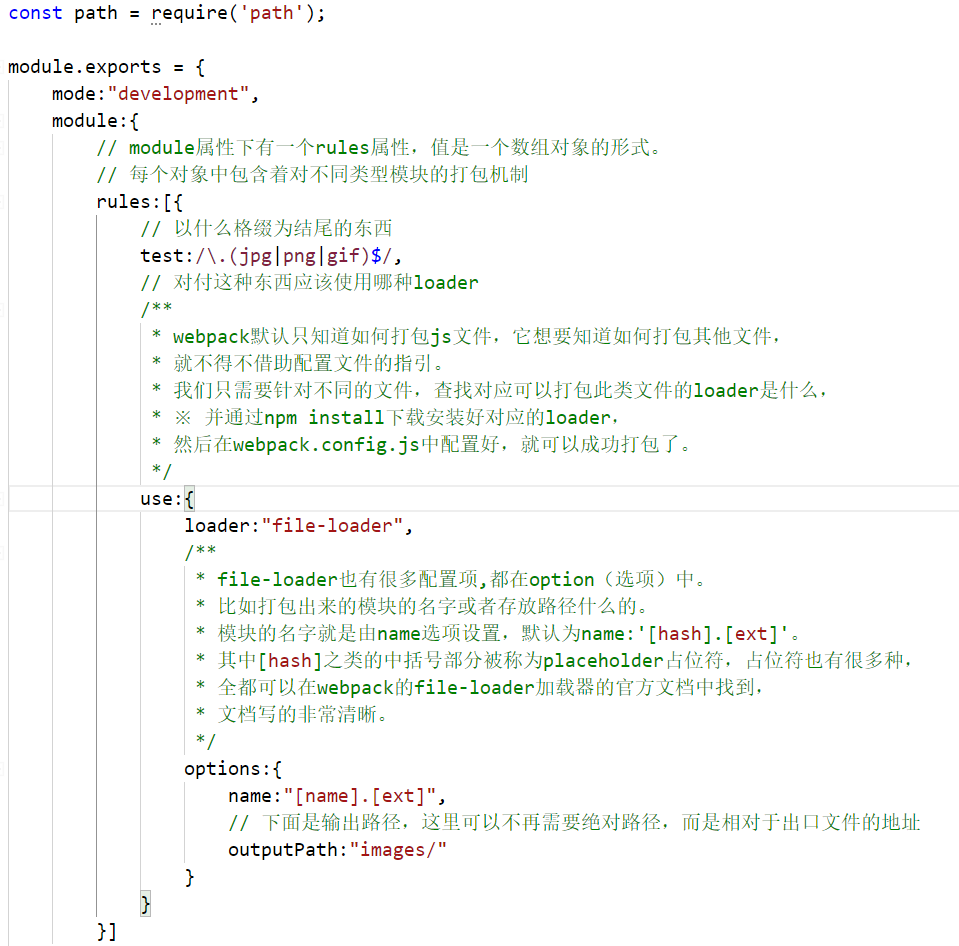 const path = require('path');
module.exports = {
mode:"development",
module:{
// module属性下有一个rules属性，值是一个数组对象的形式。
// 每个对象中包含着对不同类型模块的打包机制
rules:[{
// 以什么格缀为结尾的东西
test:/\.(jpg|png|gif)$/,
// 对付这种东西应该使用哪种loader
/**
* webpack默认只知道如何打包js文件，它想要知道如何打包其他文件，
* 就不得不借助配置文件的指引。
* 我们只需要针对不同的文件，查找对应可以打包此类文件的loader是什么，
* ※ 并通过npm install下载安装好对应的loader，
* 然后在webpack.config.js中配置好，就可以成功打包了。
*/
use:{
loader:"file-loader",
/**
* file-loader也有很多配置项,都在option（选项）中。
* 比如打包出来的模块的名字或者存放路径什么的。
* 模块的名字就是由name选项设置，默认为name:'[hash].[ext]'。
* 其中[hash]之类的中括号部分被称为placeholder占位符，占位符也有很多种，
* 全都可以在webpack的file-loader加载器的官方文档中找到，
* 文档写的非常清晰。
*/
options:{
name:"[name].[ext]",
// 下面是输出路径，这里可以不再需要绝对路径，而是相对于出口文件的地址
outputPath:"images/"
}
}
}]